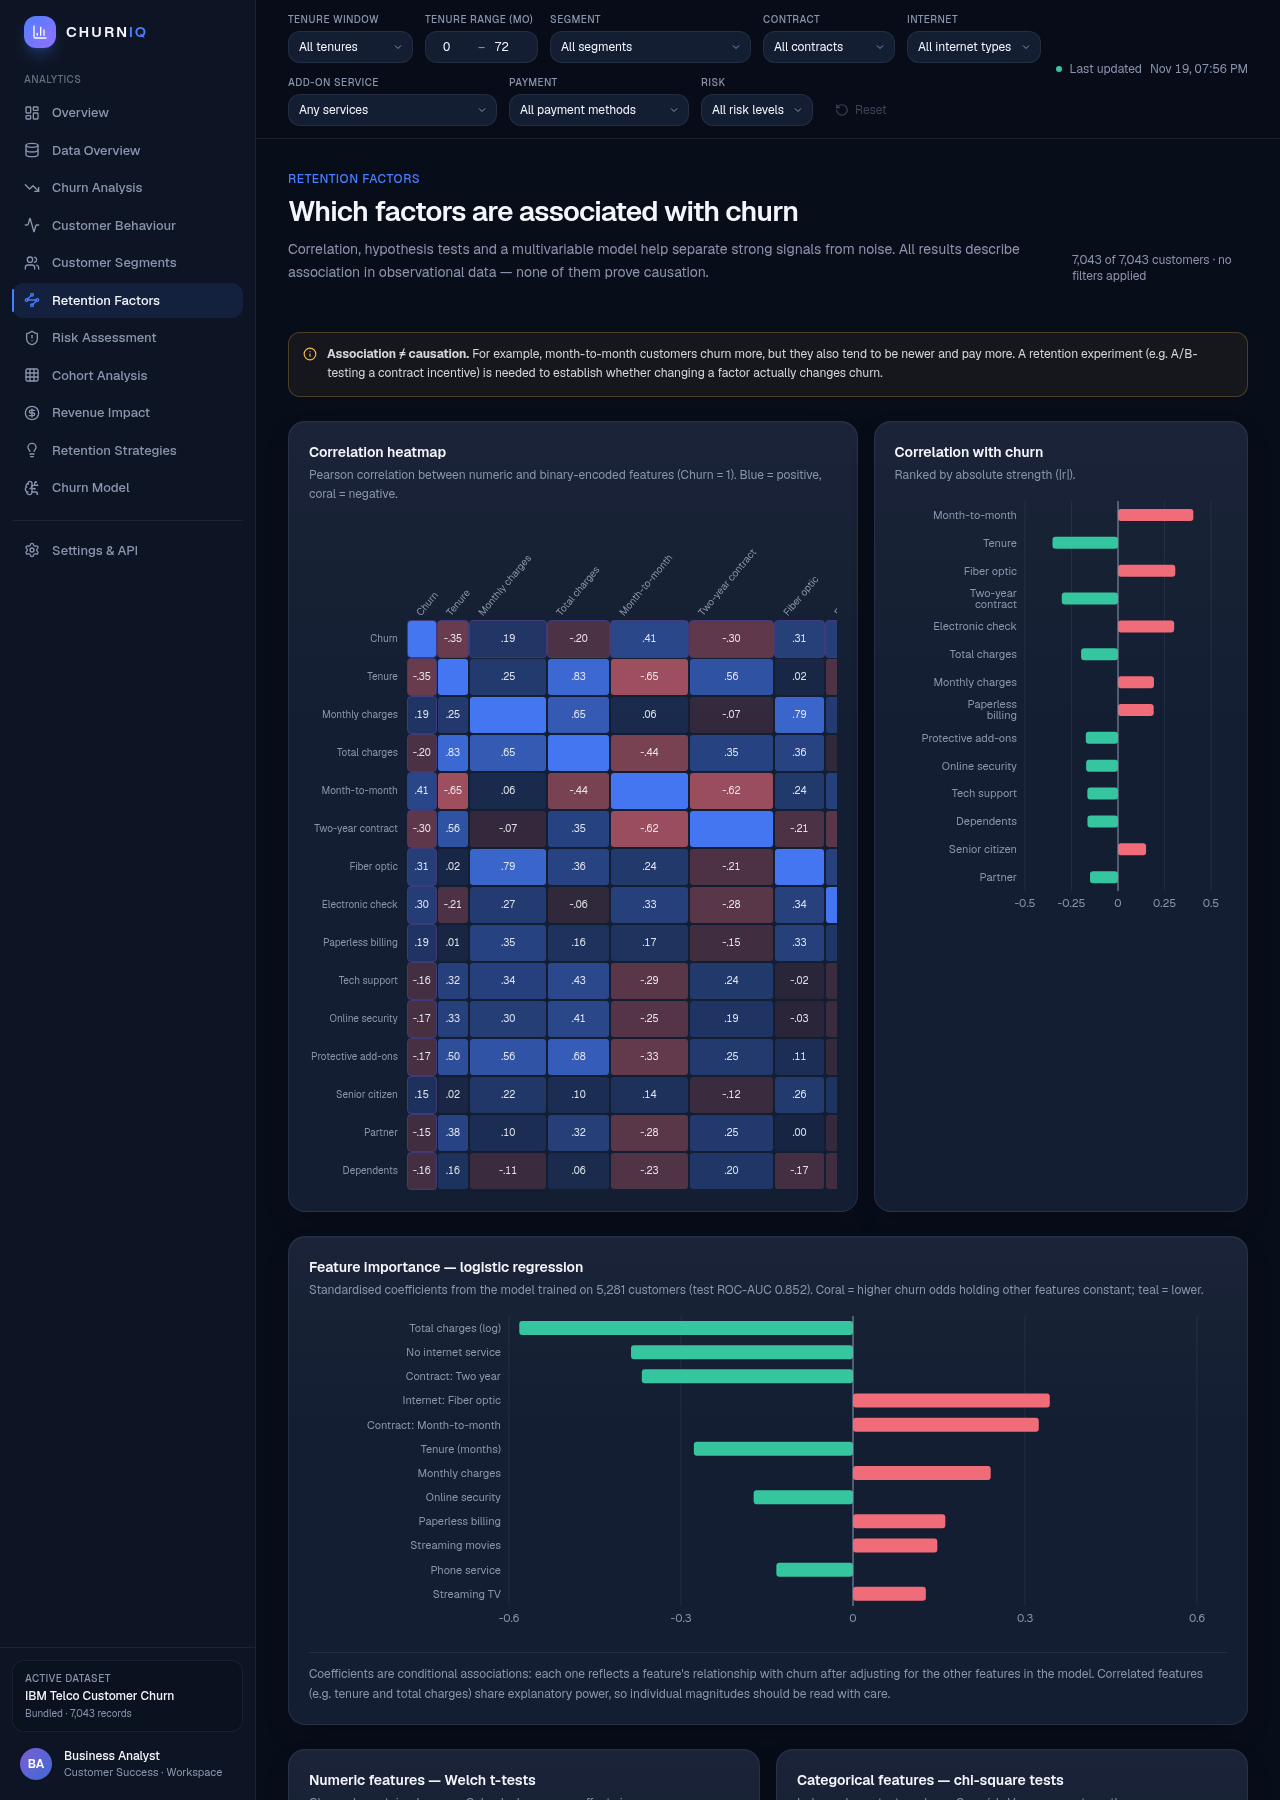 CHURNIQ
ANALYTICS
Overview
Data Overview
Churn Analysis
Customer Behaviour
Customer Segments
Retention Factors
Risk Assessment
Cohort Analysis
Revenue Impact
Retention Strategies
Churn Model
Settings & API
ACTIVE DATASET
IBM Telco Customer Churn
Bundled · 7,043 records
BA
Business Analyst
Customer Success · Workspace
TENURE WINDOW
All tenures
TENURE RANGE (MO)
0 – 72
SEGMENT
All segments
CONTRACT
All contracts
INTERNET
All internet types
ADD-ON SERVICE
Any services
PAYMENT
All payment methods
RISK
All risk levels
Reset
Last updated Nov 19, 07:56 PM
RETENTION FACTORS
Which factors are associated with churn
Correlation, hypothesis tests and a multivariable model help separate strong signals from noise. All results describe
association in observational data — none of them prove causation.
7,043 of 7,043 customers · no
filters applied
Association ≠ causation. For example, month-to-month customers churn more, but they also tend to be newer and pay more. A retention experiment (e.g. A/B-
testing a contract incentive) is needed to establish whether changing a factor actually changes churn.
Correlation heatmap
Pearson correlation between numeric and binary-encoded features (Churn = 1). Blue = positive,
coral = negative.
Churn Tenure Monthly charges Total charges Month-to-month Two-year contract Fiber optic
Churn -.35 .19 -.20 .41 -.30 .31
Tenure -.35 .25 .83 -.65 .56 .02
Monthly charges .19 .25 .65 .06 -.07 .79
Total charges -.20 .83 .65 -.44 .35 .36
Month-to-month .41 -.65 .06 -.44 -.62 .24
Two-year contract -.30 .56 -.07 .35 -.62 -.21
Fiber optic .31 .02 .79 .36 .24 -.21
Electronic check .30 -.21 .27 -.06 .33 -.28 .34
Paperless billing .19 .01 .35 .16 .17 -.15 .33
Tech support -.16 .32 .34 .43 -.29 .24 -.02
Online security -.17 .33 .30 .41 -.25 .19 -.03
Protective add-ons -.17 .50 .56 .68 -.33 .25 .11
Senior citizen .15 .02 .22 .10 .14 -.12 .26
Partner -.15 .38 .10 .32 -.28 .25 .00
Dependents -.16 .16 -.11 .06 -.23 .20 -.17
Correlation with churn
Ranked by absolute strength (|r|).
Month-to-month
Tenure
Fiber optic
Two-year
contract
Electronic check
Total charges
Monthly charges
Paperless
billing
Protective add-ons
Online security
Tech support
Dependents
Senior citizen
Partner
-0.5 -0.25 0 0.25 0.5
Feature importance — logistic regression
Standardised coefficients from the model trained on 5,281 customers (test ROC-AUC 0.852). Coral = higher churn odds holding other features constant; teal = lower.
Total charges (log)
No internet service
Contract: Two year
Internet: Fiber optic
Contract: Month-to-month
Tenure (months)
Monthly charges
Online security
Paperless billing
Streaming movies
Phone service
Streaming TV
-0.6 -0.3 0 0.3 0.6
Coefficients are conditional associations: each one reflects a feature's relationship with churn after adjusting for the other features in the model. Correlated features
(e.g. tenure and total charges) share explanatory power, so individual magnitudes should be read with care.
Numeric features — Welch t-tests
Categorical features — chi-square tests